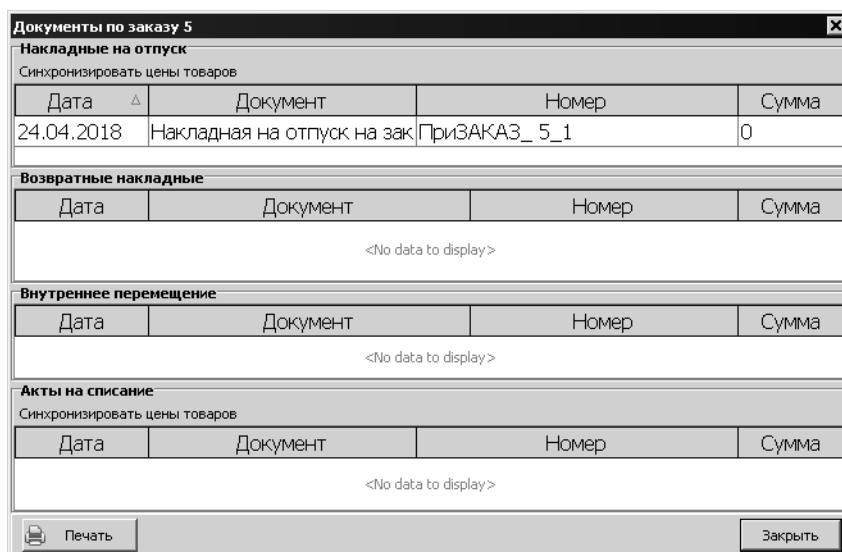 Документы по заказу 5
Накладные на отпуск
Синхронизировать цены товаров
Дата Документ Номер Сумма
24.04.2018 Накладная на отпуск на зак ПриЗАКАЗ_ 5_1 0
Возвратные накладные
Дата Документ Номер Сумма
<No data to display>
Внутреннее перемещение
Дата Документ Номер Сумма
<No data to display>
Акты на списание
Синхронизировать цены товаров
Дата Документ Номер Сумма
<No data to display>
Печать Закрыть